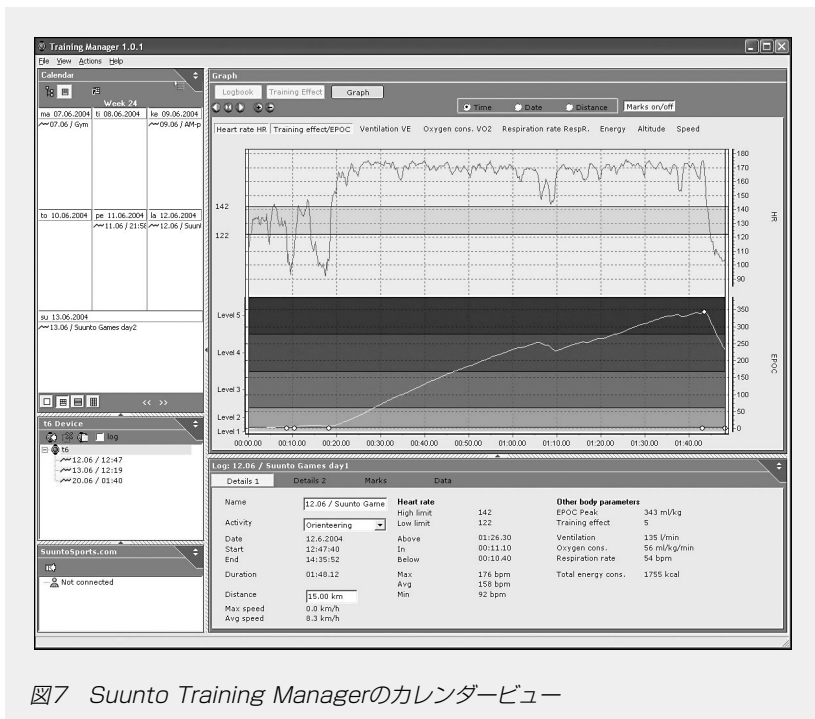 Training Manager 1.0.1
File View Actions Help
Calendar
Week 24
ma 07.06.2004 ti 08.06.2004 ke 09.06.2004
07.06 / Gym 09.06 / AM-p
to 10.06.2004 pe 11.06.2004 la 12.06.2004
11.06 / 21:58 12.06 / Suunt
su 13.06.2004
13.06 / Suunto Games day2
<< >>
t6 Device
log
t6
12.06 / 12:47
13.06 / 12:19
20.06 / 01:40
SuuntoSports.com
Not connected
Graph
Logbook Training Effect Graph
Time Date Distance Marks on/off
Heart rate HR Training effect/EPOC Ventilation VE Oxygen cons. VO2 Respiration rate RespR. Energy Altitude Speed
142
122
180
170
160
150
140
130
120
110
100
90
HR
Level 5
Level 4
Level 3
Level 2
Level 1
350
300
250
200
150
100
50
0
EPOC
00:00.00 00:10.00 00:20.00 00:30.00 00:40.00 00:50.00 01:00.00 01:10.00 01:20.00 01:30.00 01:40.00
Log: 12.06 / Suunto Games day1
Details 1 Details 2 Marks Data
Name 12.06 / Suunto Game
Activity Orienteering
Date 12.6.2004
Start 12:47:40
End 14:35:52
Duration 01:48.12
Distance 15.00 km
Max speed 0.0 km/h
Avg speed 8.3 km/h
Heart rate
High limit 142
Low limit 122
Above 01:26.30
In 00:11.10
Below 00:10.40
Max 176 bpm
Avg 158 bpm
Min 92 bpm
Other body parameters
EPOC Peak 343 ml/kg
Training effect 5
Ventilation 135 l/min
Oxygen cons. 56 ml/kg/min
Respiration rate 54 bpm
Total energy cons. 1755 kcal
図7 Suunto Training Managerのカレンダービュー